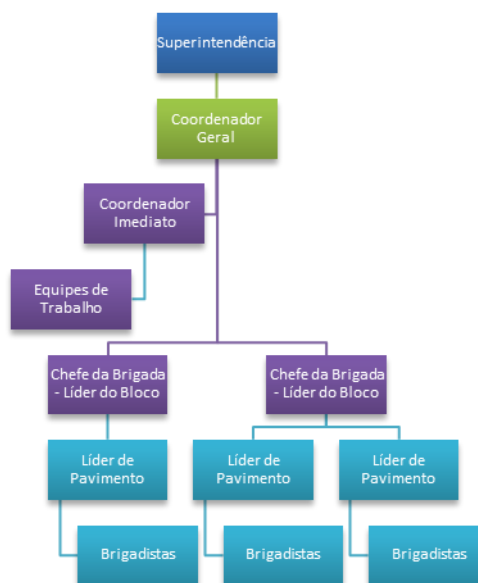 Superintendência
Coordenador
Geral
Coordenador
Imediato
Equipes de
Trabalho
Chefe da Brigada
- Líder do Bloco
Chefe da Brigada
- Líder do Bloco
Líder de
Pavimento
Líder de
Pavimento
Líder de
Pavimento
Brigadistas
Brigadistas
Brigadistas